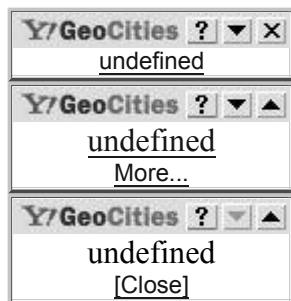 Y! GeoCities ?
undefined
Y! GeoCities ?
undefined
More...
Y! GeoCities ?
undefined
[Close]